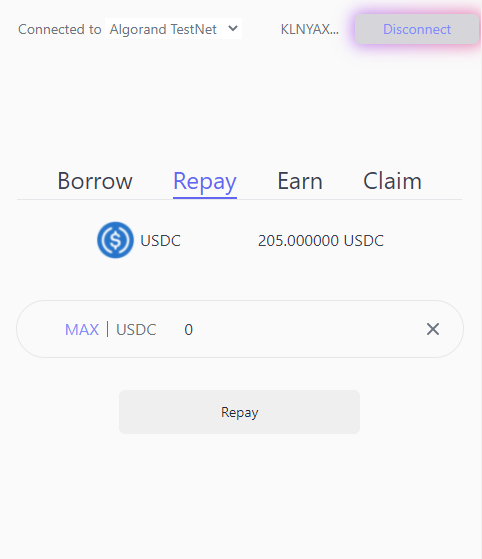 Connected to Algorand TestNet KLNYAX... Disconnect
Borrow Repay Earn Claim
USDC 205.000000 USDC
MAX | USDC 0
Repay